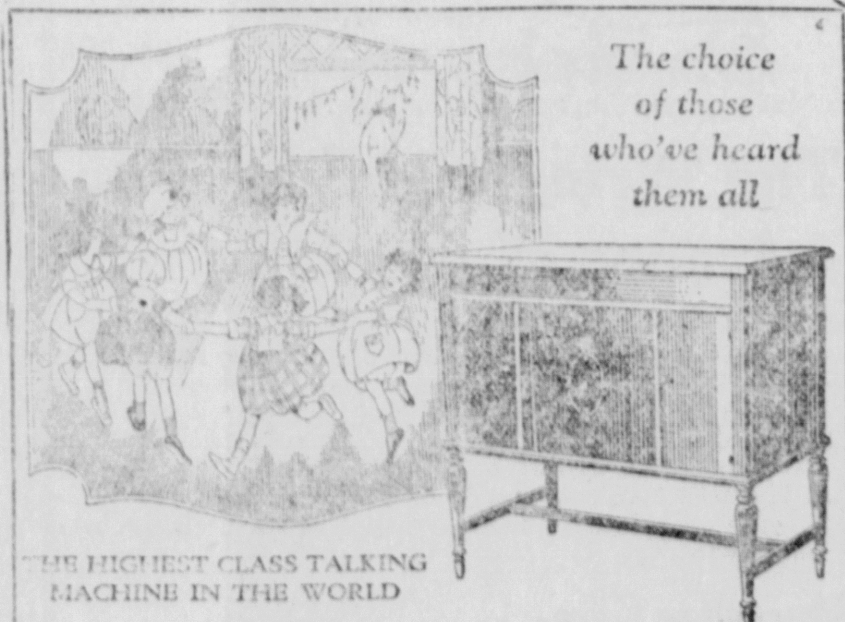 The choice
of those
who've heard
them all
THE HIGHEST CLASS TALKING
MACHINE IN THE WORLD